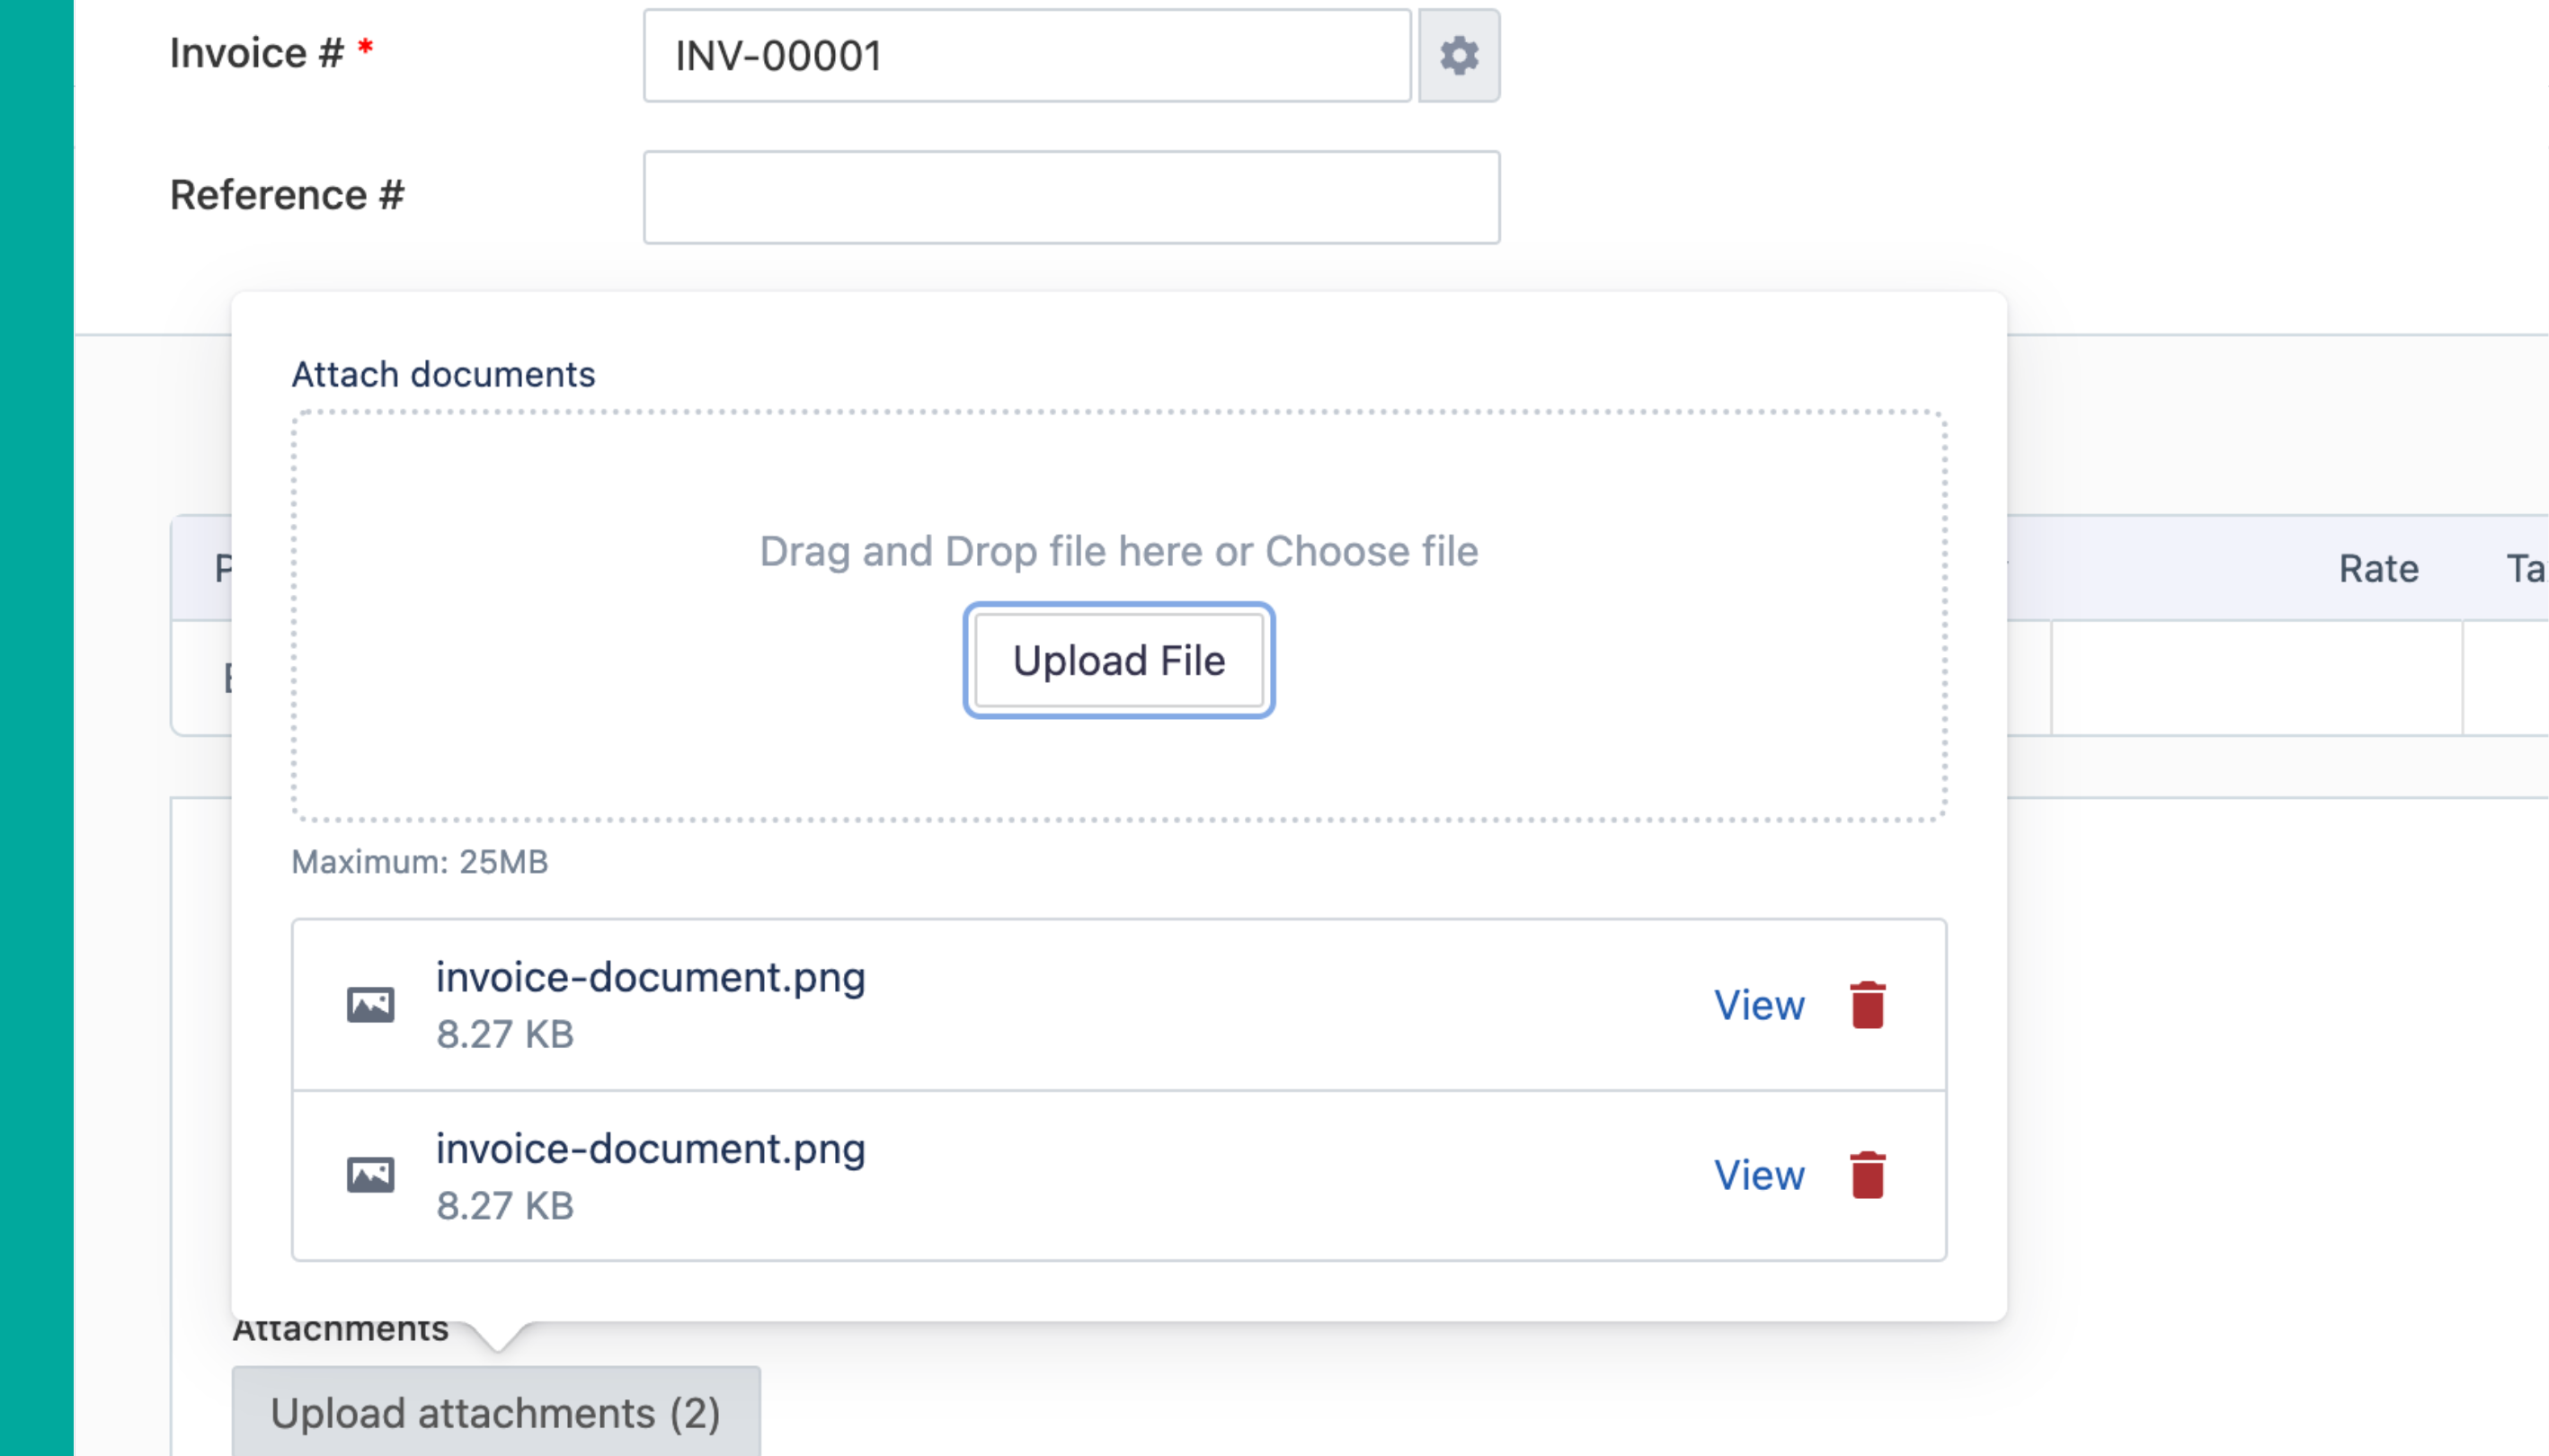 Invoice # *
INV-00001
Reference #
Attach documents
Drag and Drop file here or Choose file
Upload File
Rate
Maximum: 25MB
invoice-document.png
8.27 KB
View
invoice-document.png
8.27 KB
View
Attachments
Upload attachments (2)